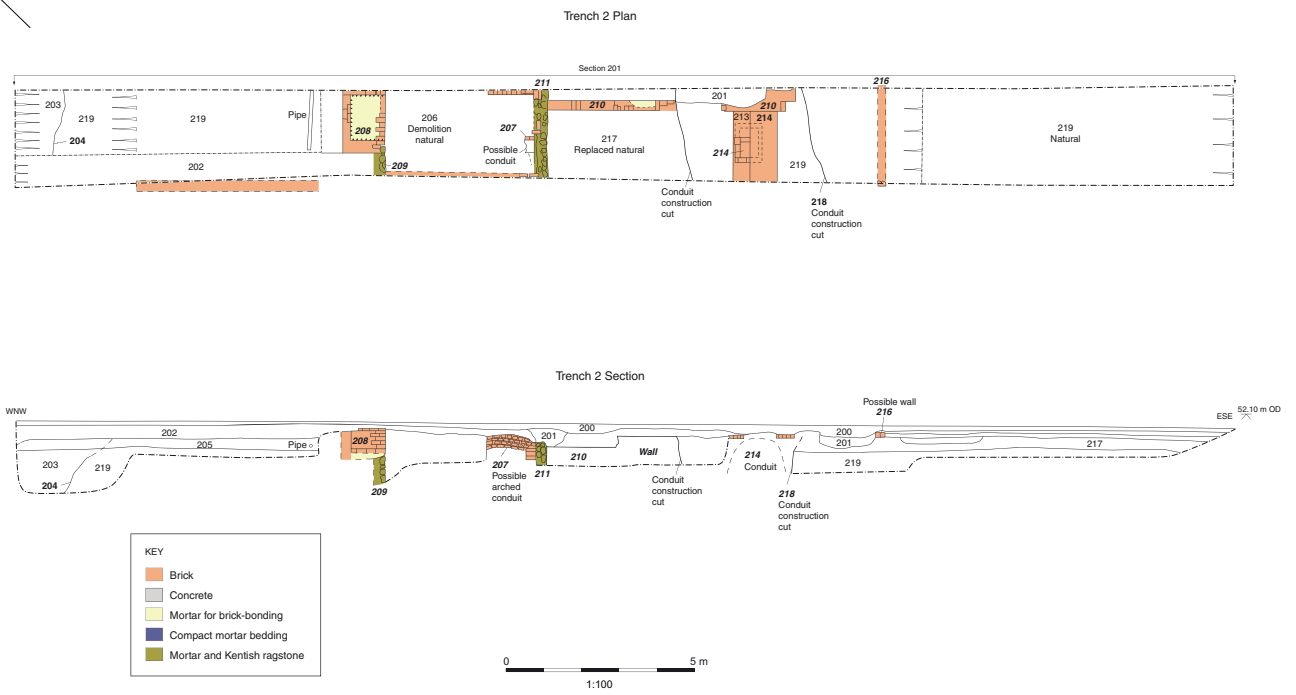 Trench 2 Plan
Section 201
203
219
204
219
202
Pipe
208
209
206
Demolition
natural
207
Possible
conduit
211
210
217
Replaced natural
201
210
213
214
214
Conduit
construction
cut
219
218
Conduit
construction
cut
216
219
Natural
Trench 2 Section
WNW
ESE
52.10 m OD
202
205
Pipe
203
219
204
208
209
207
Possible
arched
conduit
201
211
200
210
Wall
Conduit
construction
cut
214
Conduit
218
Conduit
construction
cut
Possible wall
216
200
201
219
217
KEY
Brick
Concrete
Mortar for brick-bonding
Compact mortar bedding
Mortar and Kentish ragstone
0
5 m
1:100